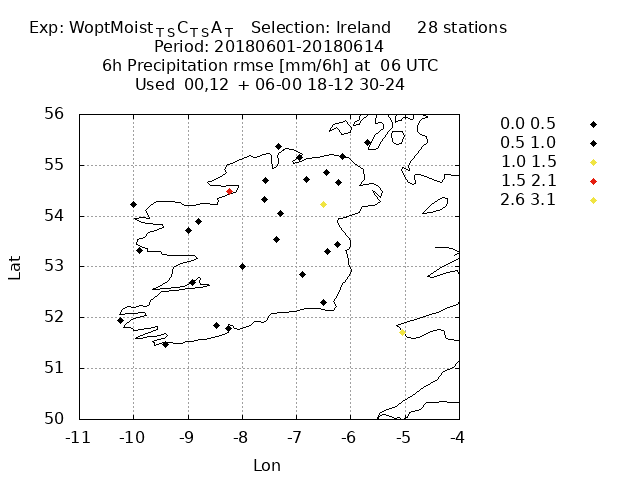 Exp: WoptMoist_TS C_TS A_T Selection: Ireland 28 stations
Period: 20180601-20180614
6h Precipitation rmse [mm/6h] at 06 UTC
Used 00,12 + 06-00 18-12 30-24
0.0 0.5
0.5 1.0
1.0 1.5
1.5 2.1
2.6 3.1
56
55
54
53
52
51
50
Lat
-11 -10 -9 -8 -7 -6 -5 -4
Lon